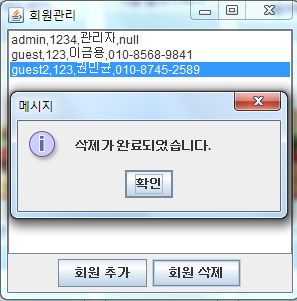 회원관리
admin,1234,관리자,null
guest,123,이금용,010-8568-9841
guest2,123,권민균,010-8745-2589
메시지
삭제가 완료되었습니다.
확인
회원 추가
회원 삭제